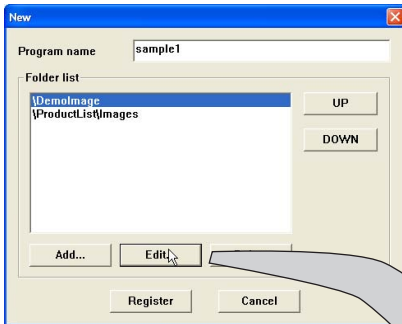 New
Program name sample1
Folder list
\DemoImage
\ProductList\Images
UP
DOWN
Add... Edit
Register Cancel